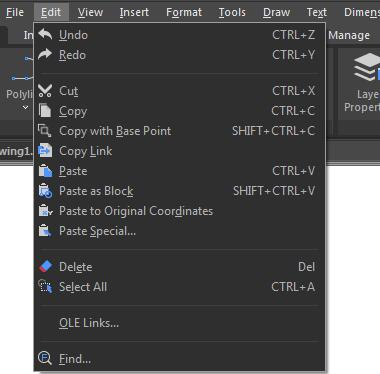 File Edit View Insert Format Tools Draw Text Dimens
In Manage
Undo CTRL+Z
Redo CTRL+Y
Polyli Laye
Cut CTRL+X
Properties
Copy CTRL+C
Copy with Base Point SHIFT+CTRL+C
wing1. Copy Link
Paste CTRL+V
Paste as Block SHIFT+CTRL+V
Paste to Original Coordinates
Paste Special...
Delete Del
Select All CTRL+A
OLE Links...
Find...